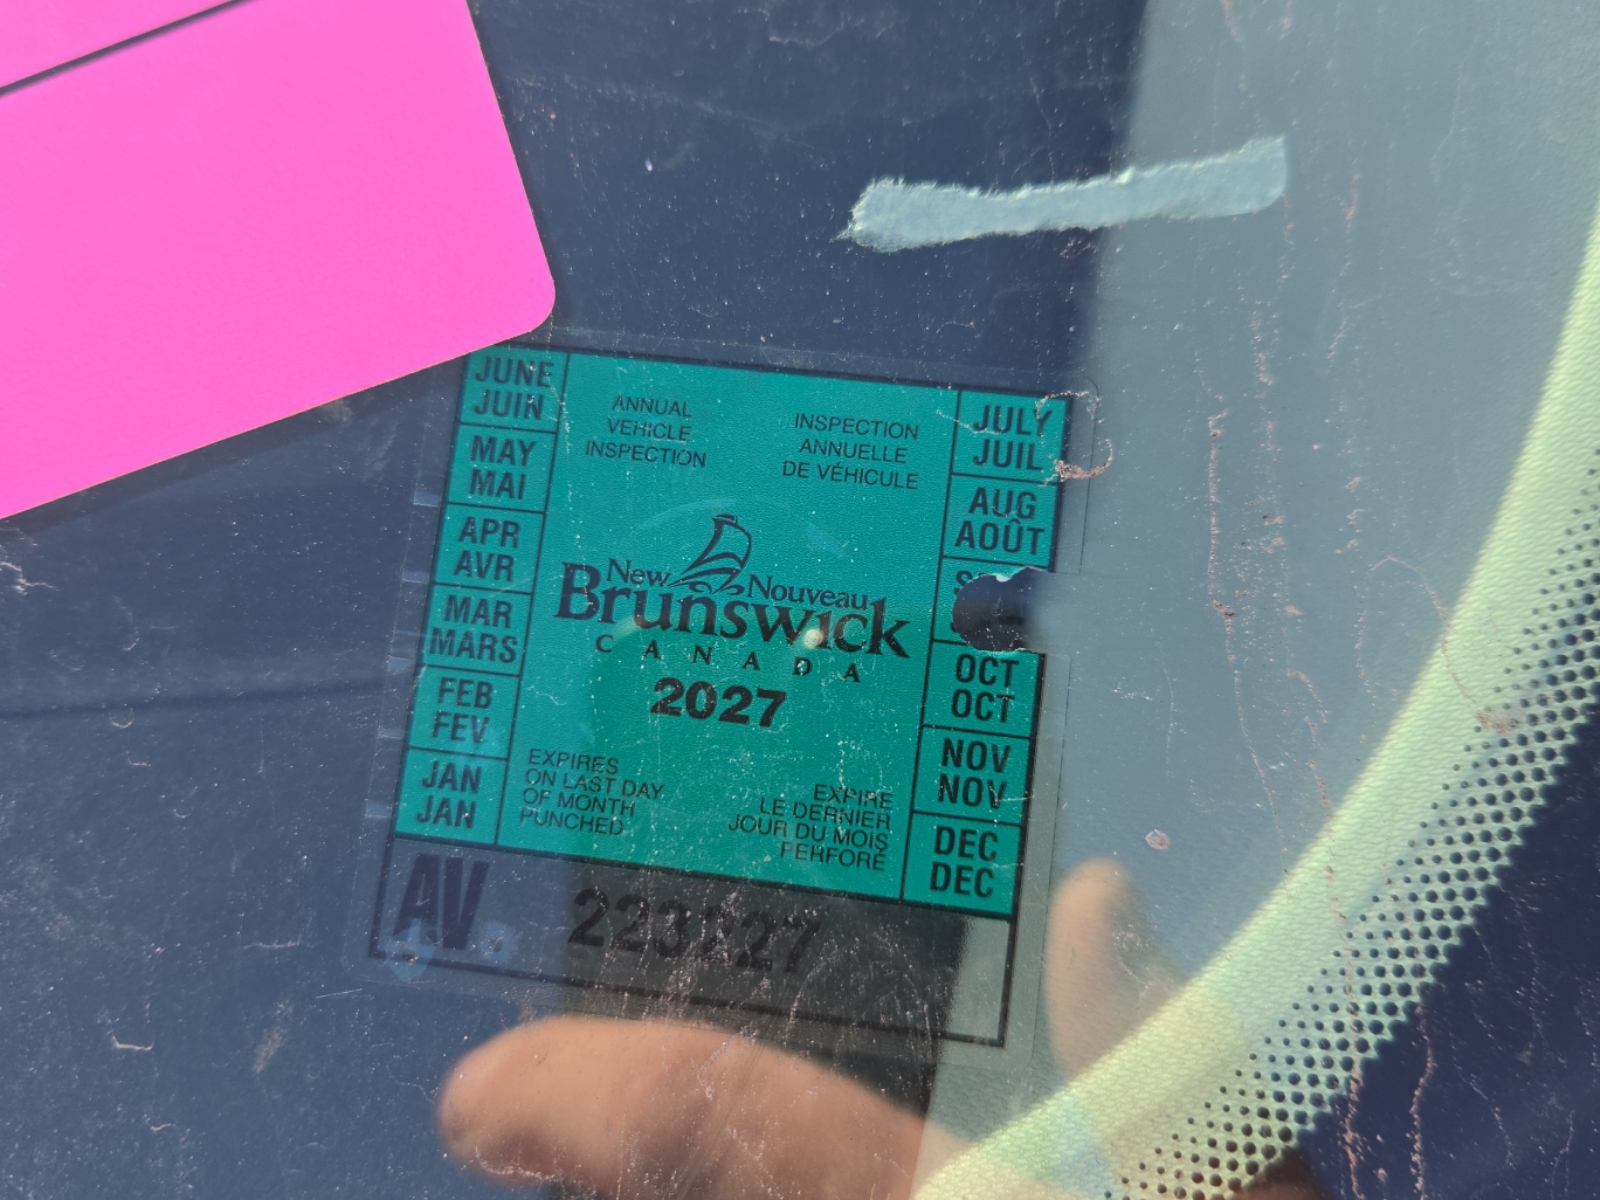 JUNE
JUIN
MAY
MAI
APR
AVR
MAR
MARS
FEB
FEV
JAN
JAN
ANNUAL
VEHICLE
INSPECTION
INSPECTION
ANNUELLE
DE VÉHICULE
New Nouveau
Brunswick
CANADA
2027
EXPIRES
ON LAST DAY
OF MONTH
PUNCHED
EXPIRE
LE DERNIER
JOUR DU MOIS
PERFORÉ
JULY
JUIL
AUG
AOÛT
OCT
OCT
NOV
NOV
DEC
DEC
AV 223227